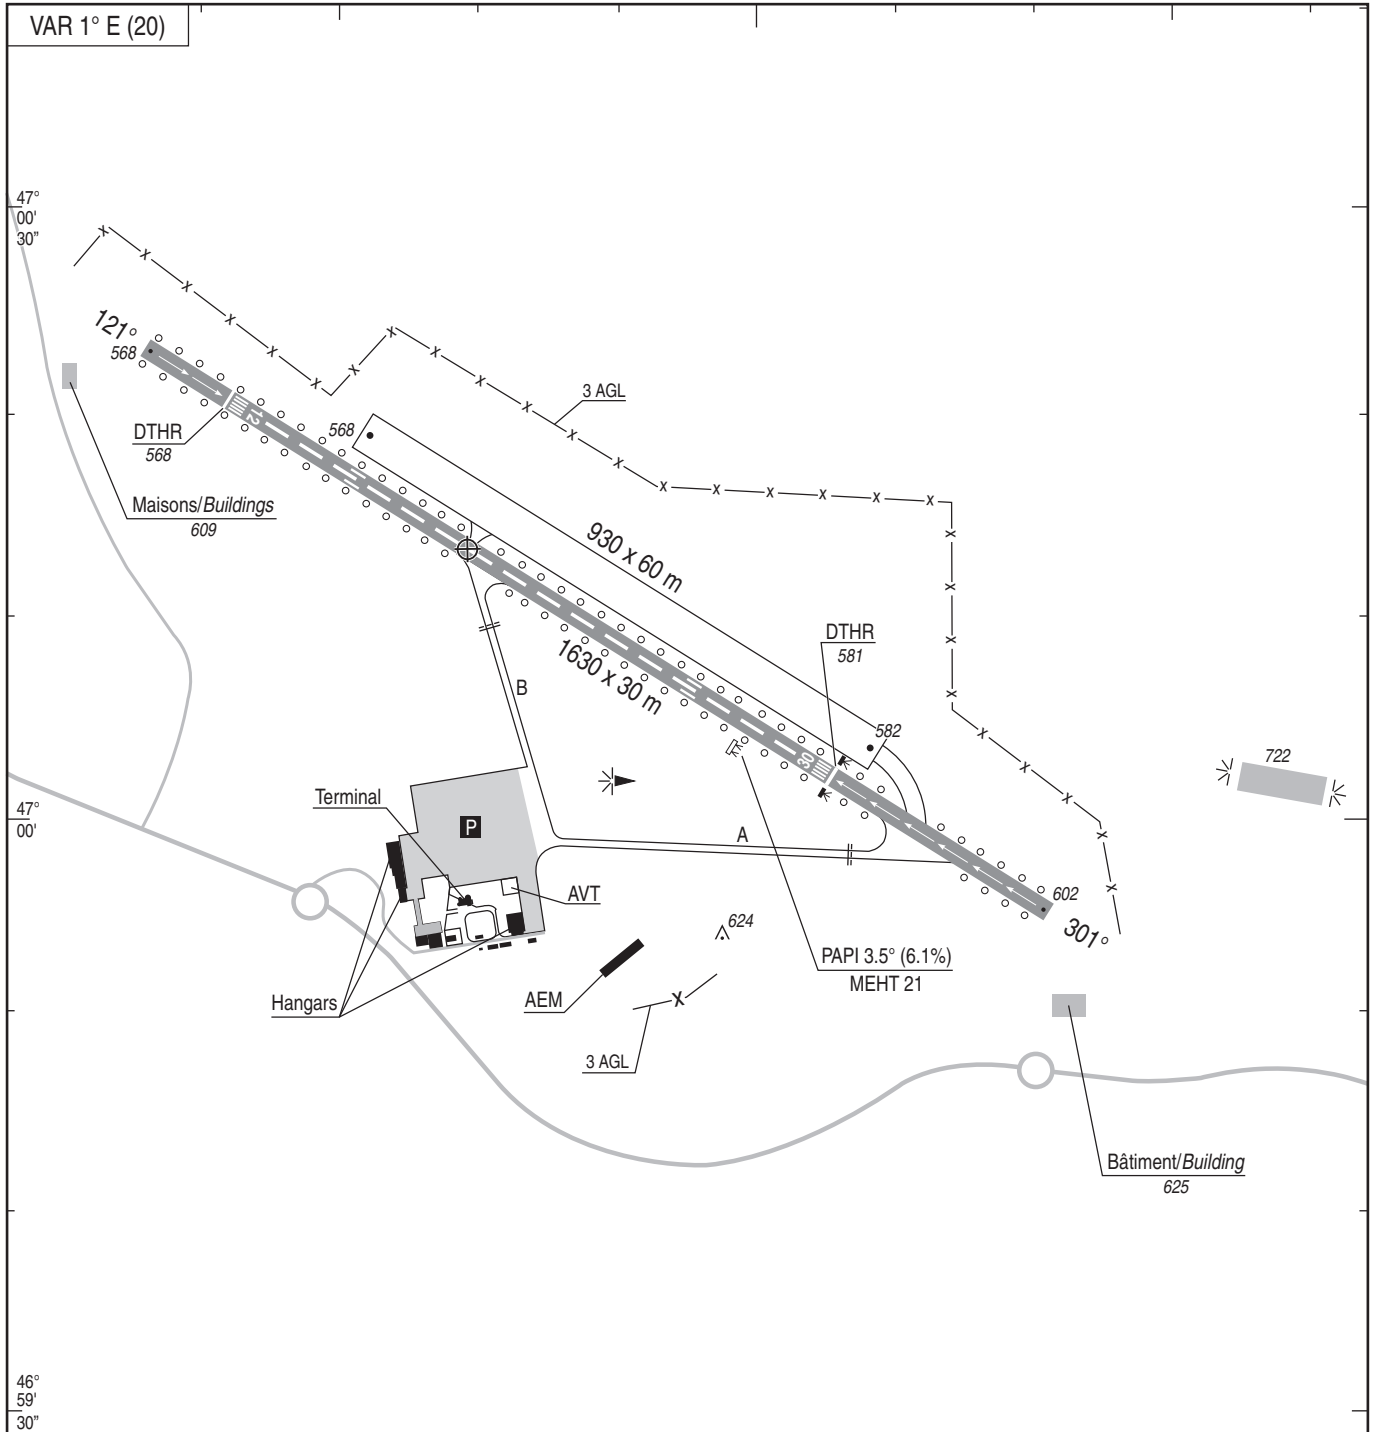 VAR 1° E (20)
47°
00'
30"
121°
568
12
DTHR
568
568
3 AGL
Maisons/Buildings
609
930 x 60 m
DTHR
581
1630 x 30 m
B
582
30
722
Terminal
P
47°
00'
A
AVT
602
624
301°
PAPI 3.5° (6.1%)
MEHT 21
Hangars
AEM
3 AGL
Bâtiment/Building
625
46°
59'
30"